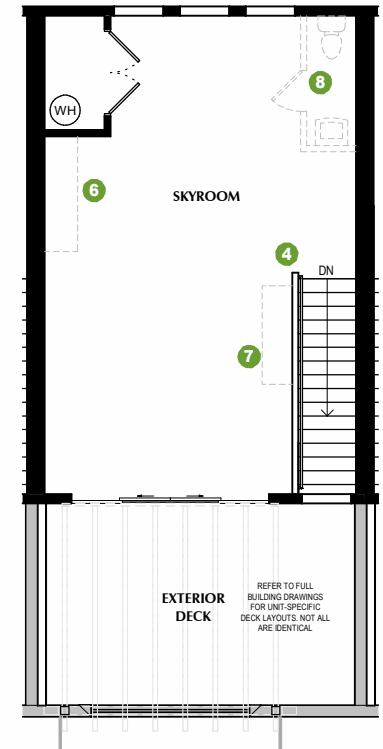 8
WH
6
SKYROOM
4
DN
7
EXTERIOR
DECK
REFER TO FULL
BUILDING DRAWINGS
FOR UNIT-SPECIFIC
DECK LAYOUTS. NOT ALL
ARE IDENTICAL